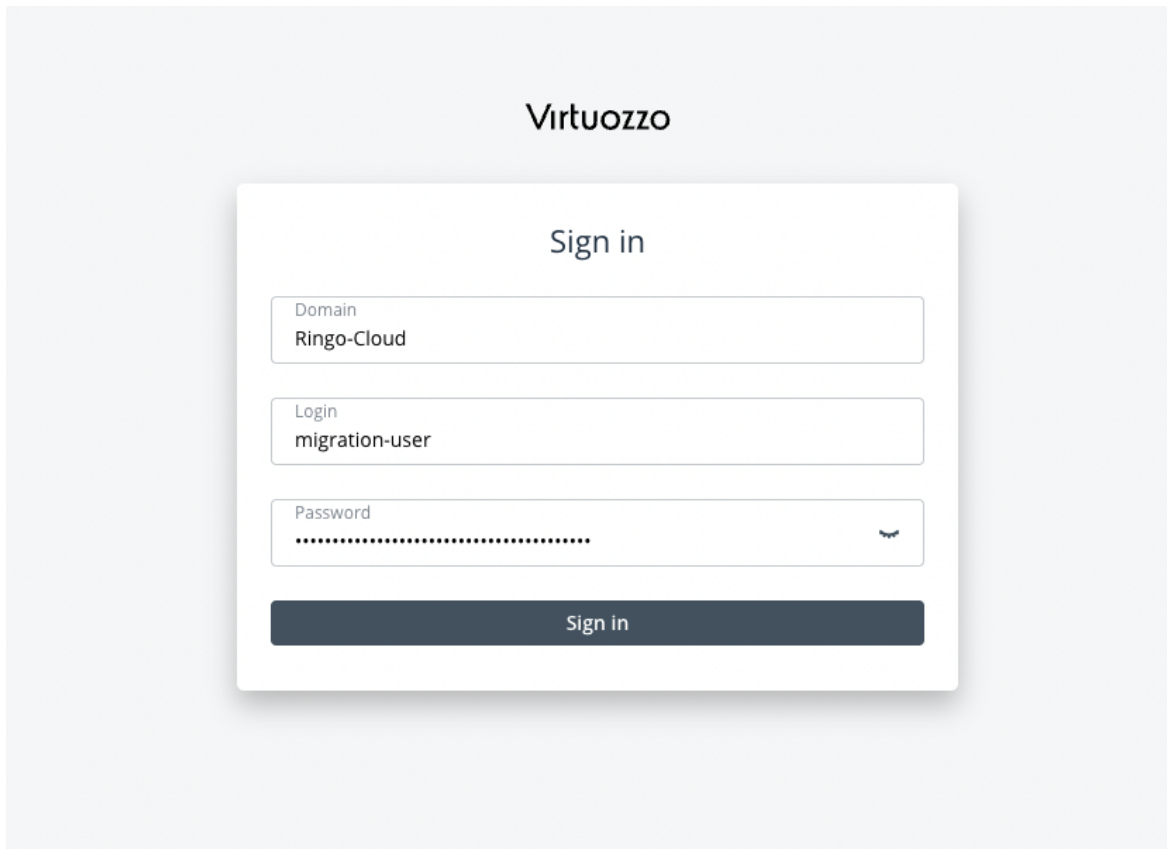 Virtuozzo
Sign in
Domain
Ringo-Cloud
Login
migration-user
Password
••••••••••••••••••••••••••••••••••••••••
Sign in